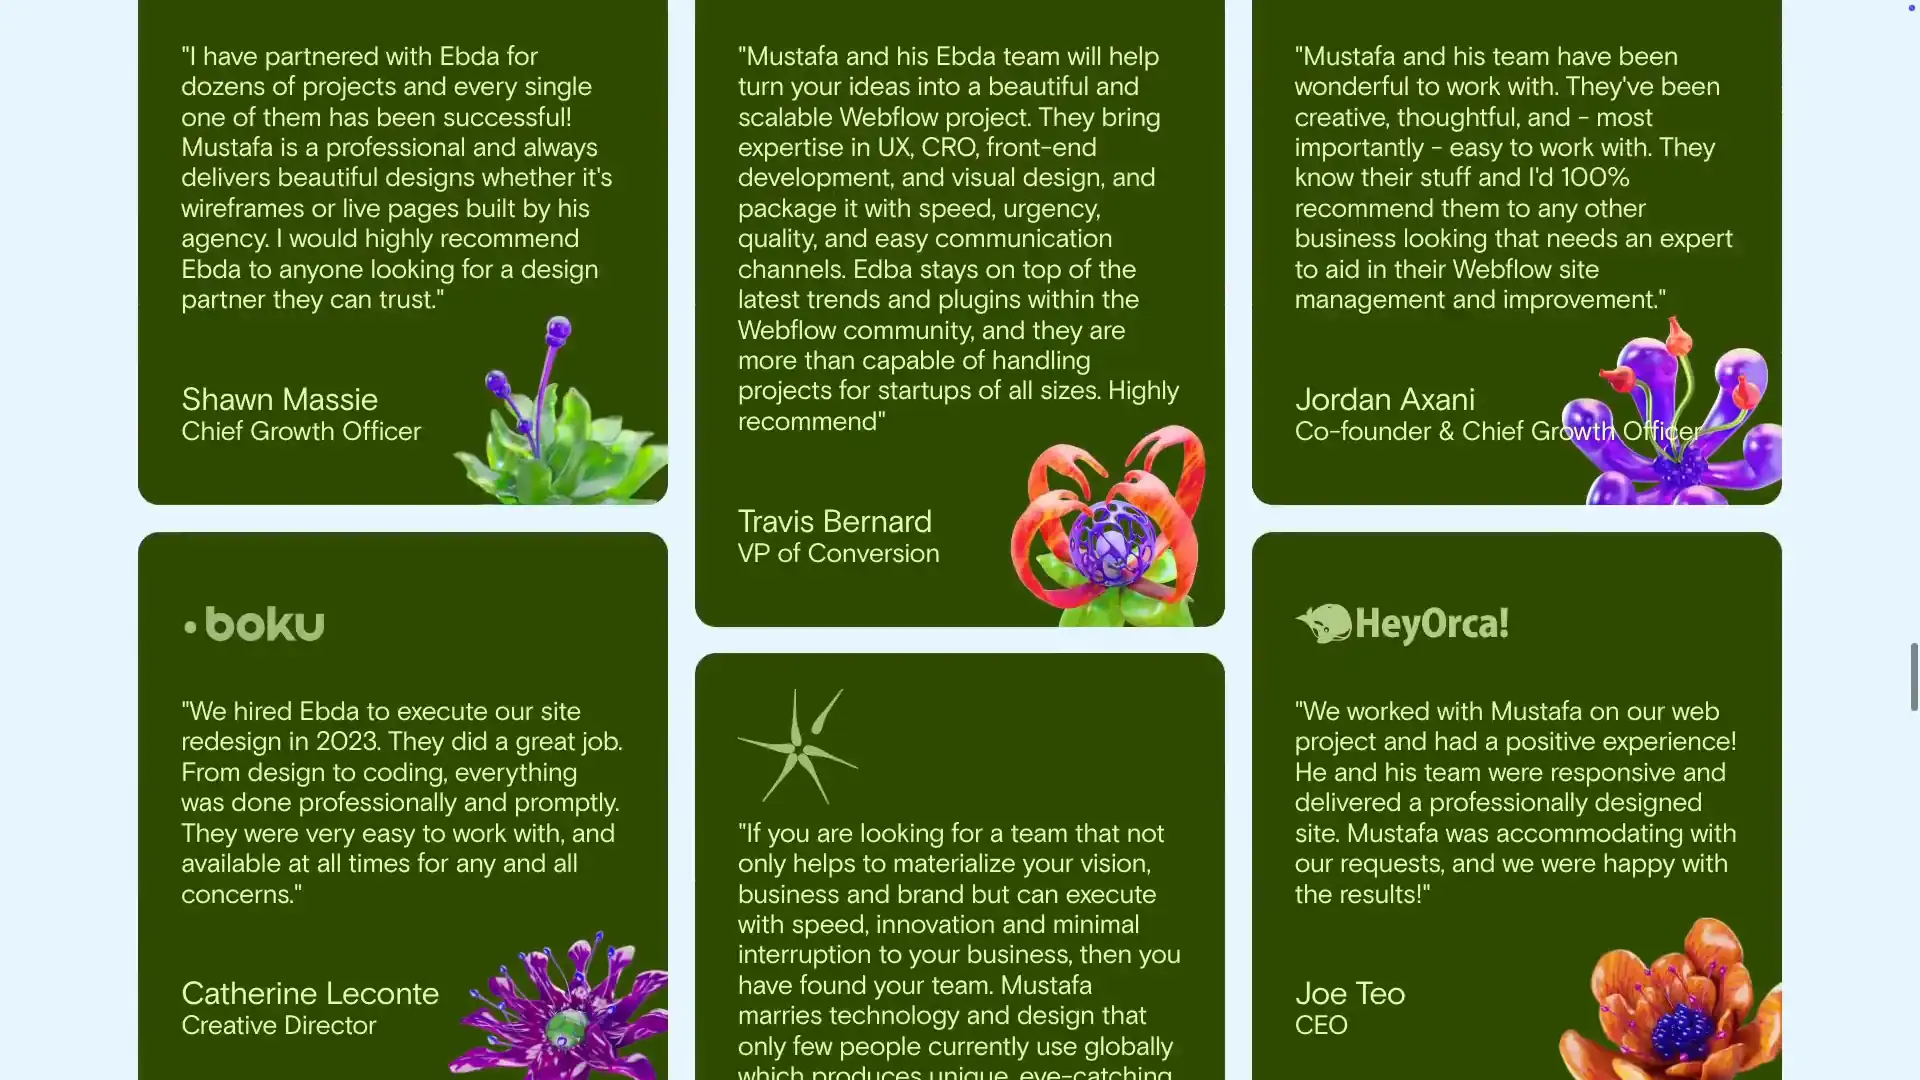 "I have partnered with Ebda for
dozens of projects and every single
one of them has been successful!
Mustafa is a professional and always
delivers beautiful designs whether it's
wireframes or live pages built by his
agency. I would highly recommend
Ebda to anyone looking for a design
partner they can trust."
Shawn Massie
Chief Growth Officer
boku
"We hired Ebda to execute our site
redesign in 2023. They did a great job.
From design to coding, everything
was done professionally and promptly.
They were very easy to work with, and
available at all times for any and all
concerns."
Catherine Leconte
Creative Director
"Mustafa and his Ebda team will help
turn your ideas into a beautiful and
scalable Webflow project. They bring
expertise in UX, CRO, front-end
development, and visual design, and
package it with speed, urgency,
quality, and easy communication
channels. Edba stays on top of the
latest trends and plugins within the
Webflow community, and they are
more than capable of handling
projects for startups of all sizes. Highly
recommend"
Travis Bernard
VP of Conversion
"If you are looking for a team that not
only helps to materialize your vision,
business and brand but can execute
with speed, innovation and minimal
interruption to your business, then you
have found your team. Mustafa
marries technology and design that
only few people currently use globally
which produces unique, eye-catching
"Mustafa and his team have been
wonderful to work with. They've been
creative, thoughtful, and - most
importantly - easy to work with. They
know their stuff and I'd 100%
recommend them to any other
business looking that needs an expert
to aid in their Webflow site
management and improvement."
Jordan Axani
Co-founder & Chief Growth Officer
HeyOrca!
"We worked with Mustafa on our web
project and had a positive experience!
He and his team were responsive and
delivered a professionally designed
site. Mustafa was accommodating with
our requests, and we were happy with
the results!"
Joe Teo
CEO